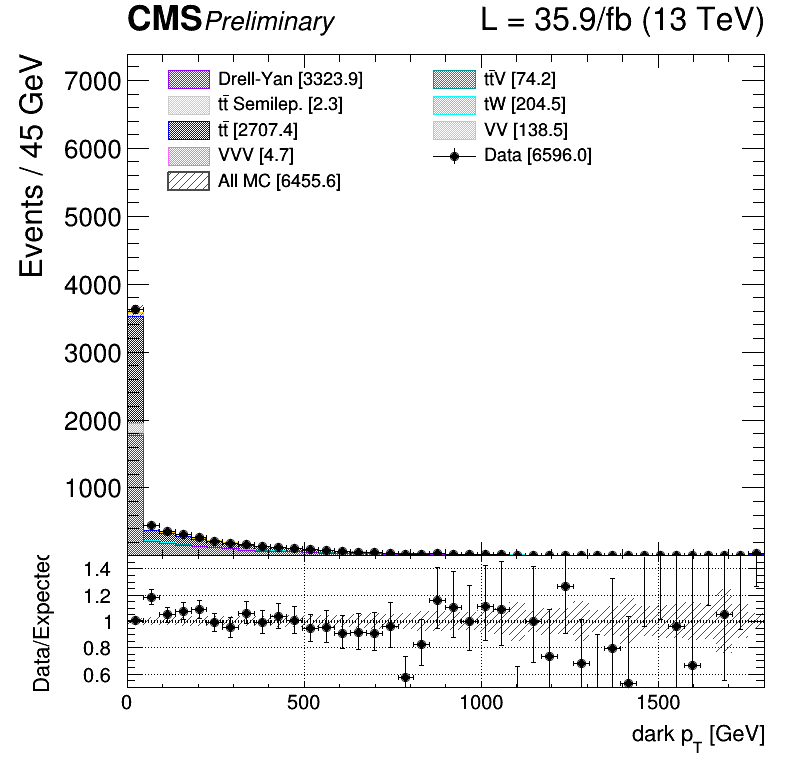 CMS Preliminary L = 35.9/fb (13 TeV)
Events / 45 GeV
7000
6000
5000
4000
3000
2000
1000
Drell-Yan [3323.9]
tt̄ Semilep. [2.3]
tt̄ [2707.4]
VVV [4.7]
All MC [6455.6]
tt̄V [74.2]
tW [204.5]
VV [138.5]
Data [6596.0]
Data/Expected
1.4
1.2
1
0.8
0.6
0 500 1000 1500
dark p_T [GeV]